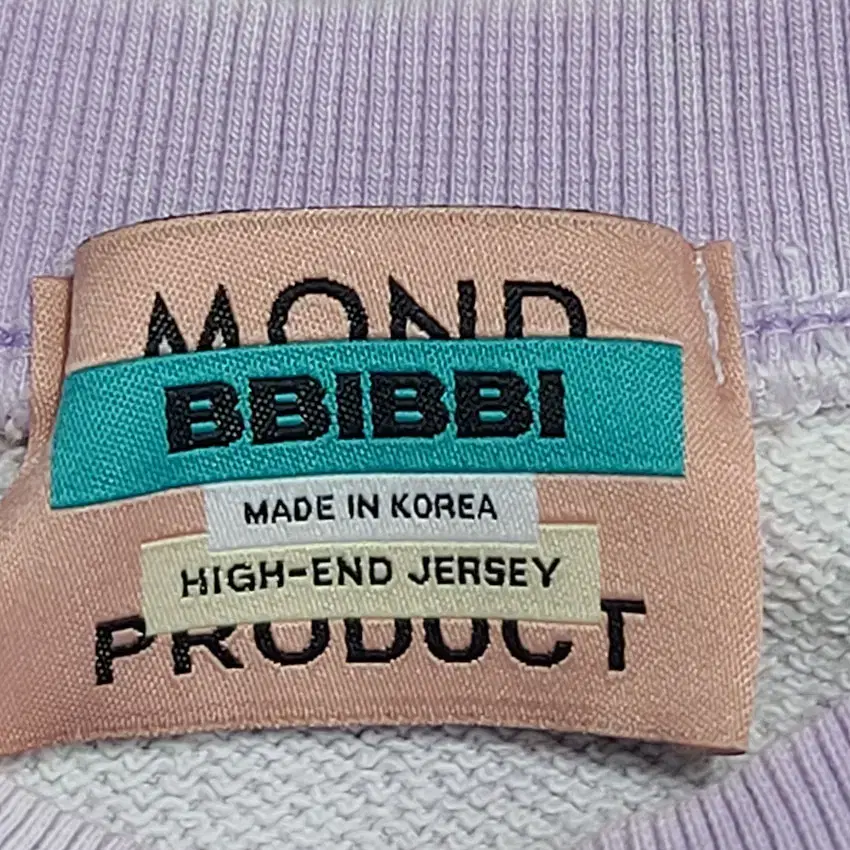 MOND
BBIBBI
MADE IN KOREA
HIGH-END JERSEY
PRODUCT